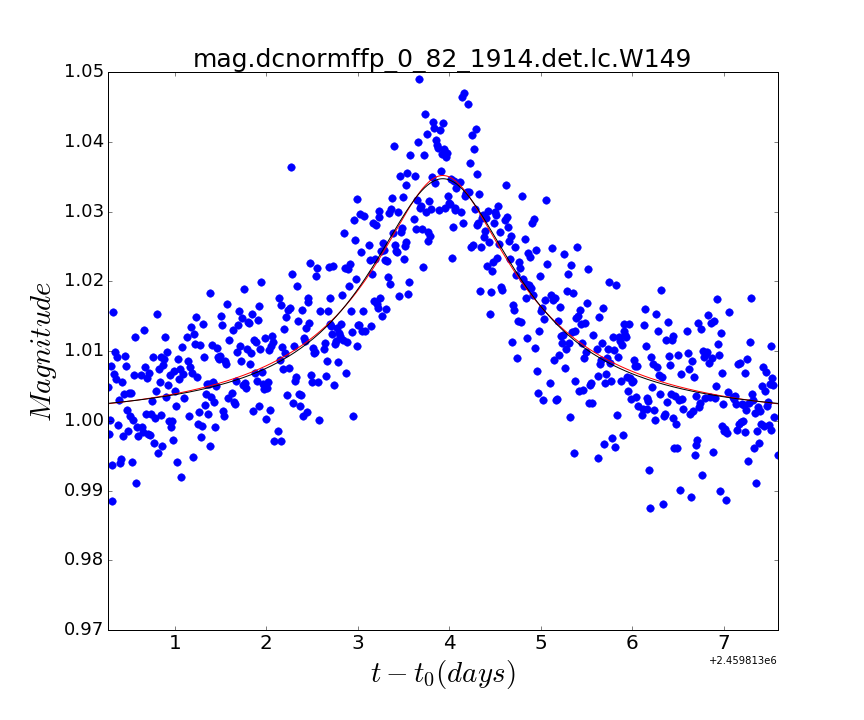 mag.dcnormffp_0_82_1914.det.lc.W149
1.05
1.04
1.03
1.02
1.01
1.00
0.99
0.98
0.97
Magnitude
1 2 3 4 5 6 7
+2.459813e6
t − t₀(days)